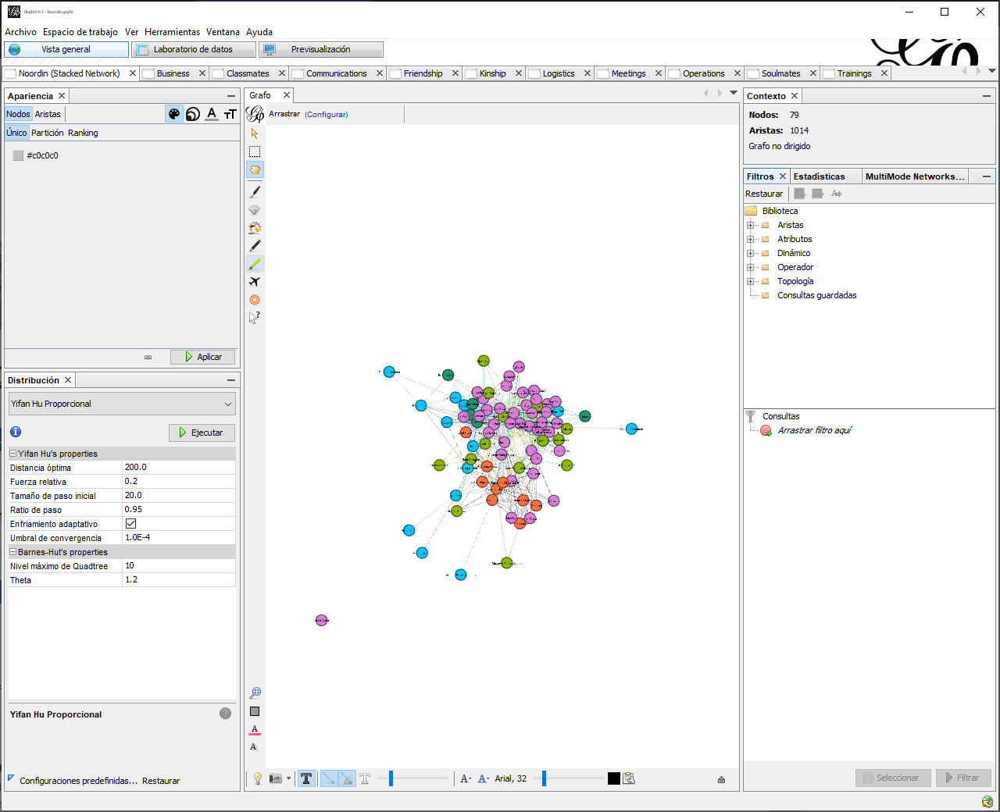 Gephi 0.9.2 - Noordin.gephi
Archivo Espacio de trabajo Ver Herramientas Ventana Ayuda
Vista general Laboratorio de datos Previsualización
Noordin (Stacked Network) Business Classmates Communications Friendship Kinship Logistics Meetings Operations Soulmates Trainings
Apariencia
Nodos Aristas
Único Partición Ranking
#c0c0c0
Aplicar
Distribución
Yifan Hu Proporcional
Ejecutar
Yifan Hu's properties
Distancia óptima 200.0
Fuerza relativa 0.2
Tamaño de paso inicial 20.0
Ratio de paso 0.95
Enfriamiento adaptativo
Umbral de convergencia 1.0E-4
Barnes-Hut's properties
Nivel máximo de Quadtree 10
Theta 1.2
Yifan Hu Proporcional
Configuraciones predefinidas... Restaurar
Grafo
Arrastrar (Configurar)
Arial, 32
Contexto
Nodos: 79
Aristas: 1014
Grafo no dirigido
Filtros Estadísticas MultiMode Networks...
Restaurar
Biblioteca
Aristas
Atributos
Dinámico
Operador
Topología
Consultas guardadas
Consultas
Arrastrar filtro aquí
Seleccionar Filtrar